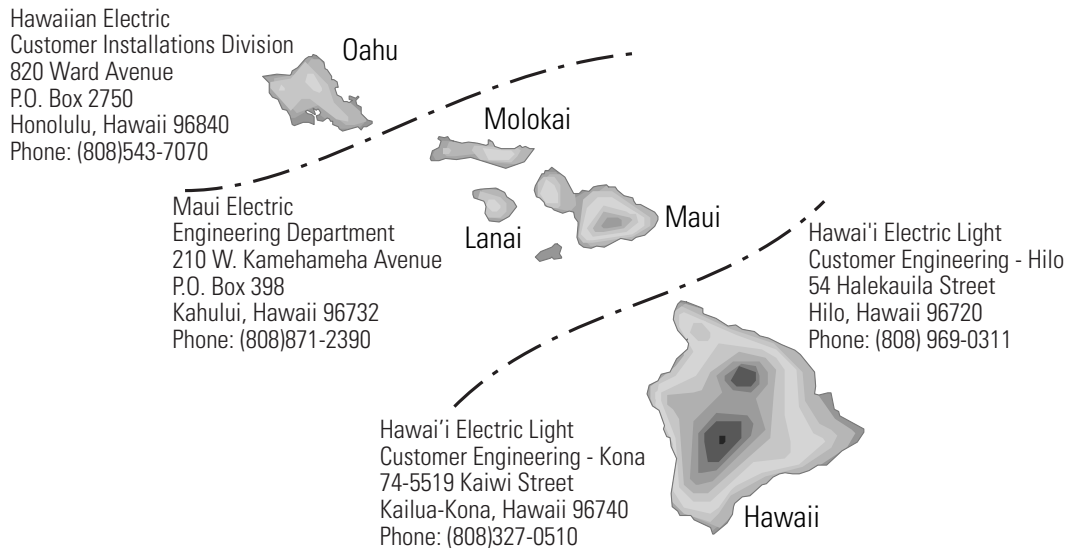 Hawaiian Electric
Customer Installations Division
820 Ward Avenue
P.O. Box 2750
Honolulu, Hawaii 96840
Phone: (808)543-7070
Oahu
Molokai
Lanai
Maui
Maui Electric
Engineering Department
210 W. Kamehameha Avenue
P.O. Box 398
Kahului, Hawaii 96732
Phone: (808)871-2390
Hawai'i Electric Light
Customer Engineering - Hilo
54 Halekauila Street
Hilo, Hawaii 96720
Phone: (808) 969-0311
Hawai’i Electric Light
Customer Engineering - Kona
74-5519 Kaiwi Street
Kailua-Kona, Hawaii 96740
Phone: (808)327-0510
Hawaii